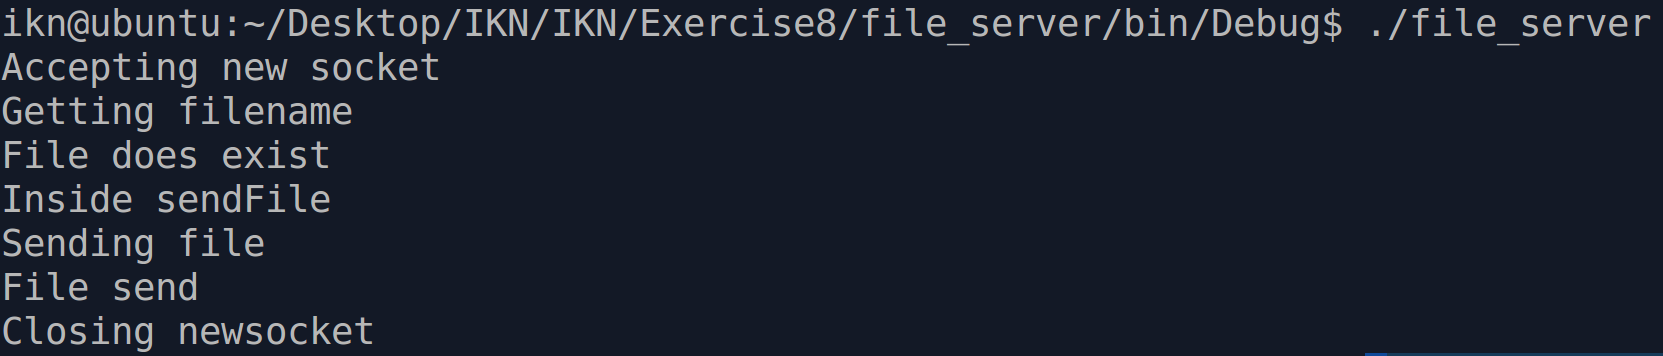 ikn@ubuntu:~/Desktop/IKN/IKN/Exercise8/file_server/bin/Debug$ ./file_server
Accepting new socket
Getting filename
File does exist
Inside sendFile
Sending file
File send
Closing newsocket